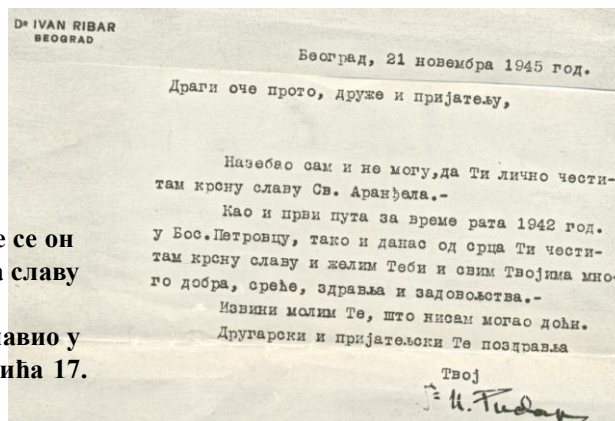 Dr IVAN RIBAR
BEOGRAD
Београд, 21 новембра 1945 год.
Драги оче прото, друже и пријатељу,
Назебао сам и не могу,да Ти лично чести-
там крсну славу Св. Аранђела.-
Као и први пута за време рата 1942 год.
у Бос.Петровцу, тако и данас од срца Ти чести-
там крсну славу и желим Теби и свим Твојима мно-
го добра, среће, здравља и задовољства.-
Извини молим Те, што нисам могао доћи.
Другарски и пријатељски Те поздравља
Твој
И. Рибар
е се он
славу
17.